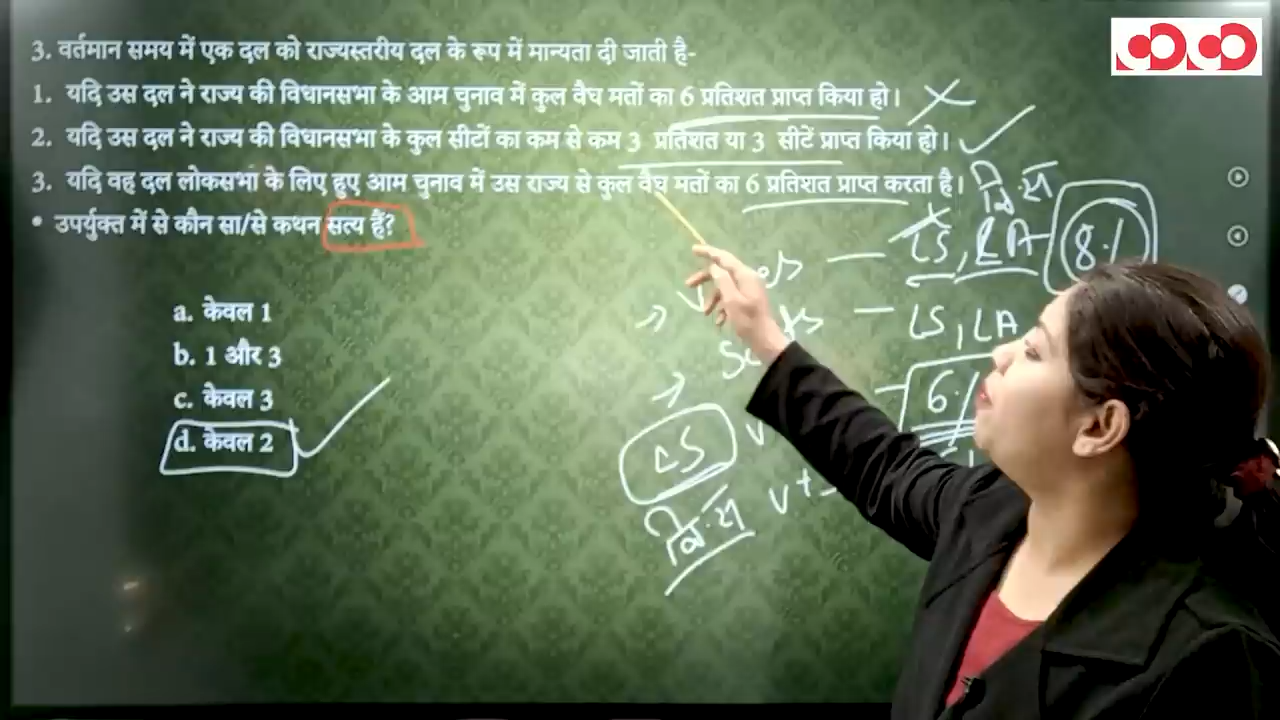 3. वर्तमान समय में एक दल को राज्यस्तरीय दल के रूप में मान्यता दी जाती है-
1. यदि उस दल ने राज्य की विधानसभा के आम चुनाव में कुल वैध मतों का 6 प्रतिशत प्राप्त किया हो।
2. यदि उस दल ने राज्य की विधानसभा के कुल सीटों का कम से कम 3 प्रतिशत या 3 सीटें प्राप्त किया हो।
3. यदि वह दल लोकसभा के लिए हुए आम चुनाव में उस राज्य से कुल वैध मतों का 6 प्रतिशत प्राप्त करता है।
वि.स
• उपर्युक्त में से कौन सा/से कथन सत्य हैं?
LS, LA 8%
LS, LA
a. केवल 1
b. 1 और 3
c. केवल 3
6%
d. केवल 2
LS V
वि.स V+